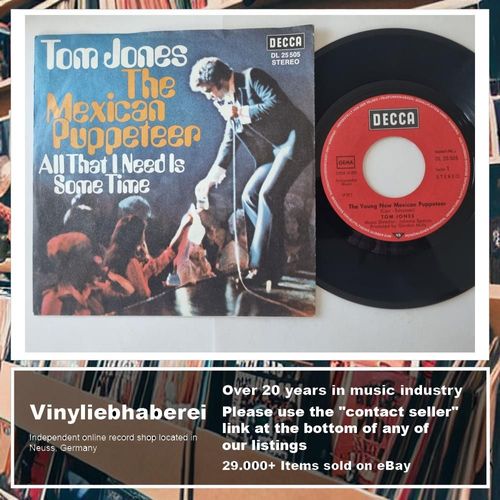 Tom Jones
DECCA
DL 25 505
STEREO
The
Mexican
Puppeteer
All That I Need Is
Some Time
DECCA
GEMA
DL 25 505
STEREO
The Young New Mexican Puppeteer
TOM JONES
Vinyliebhaberei
Independent online record shop located in
Neuss, Germany
Over 20 years in music industry
Please use the "contact seller"
link at the bottom of any of
our listings
29.000+ Items sold on eBay